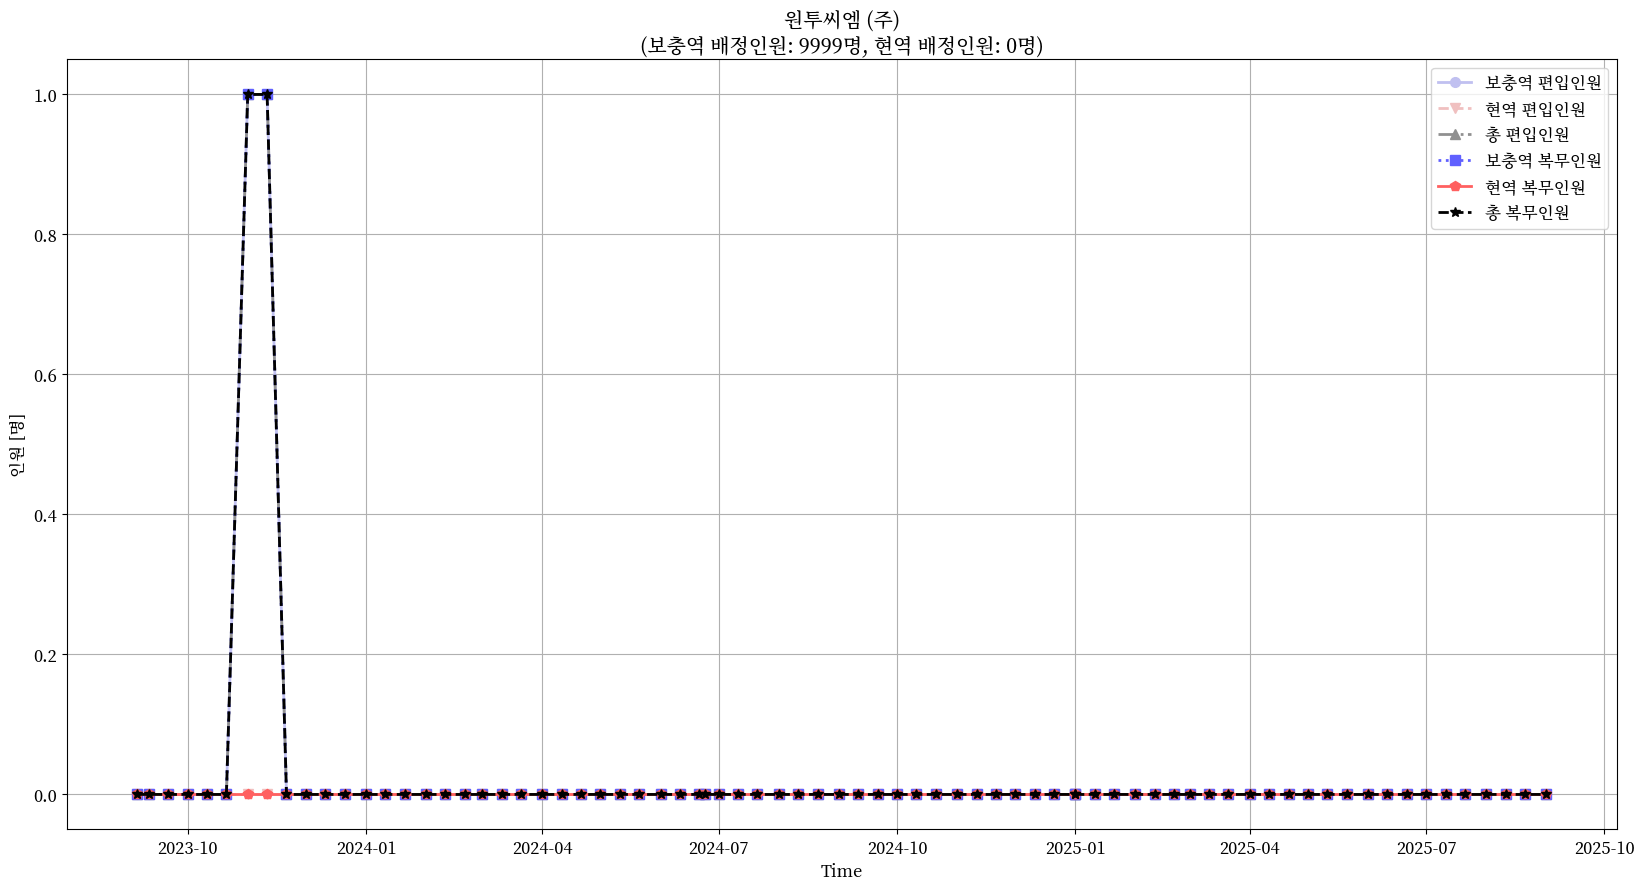 원투씨엠 (주)
(보충역 배정인원: 9999명, 현역 배정인원: 0명)
보충역 편입인원
현역 편입인원
총 편입인원
보충역 복무인원
현역 복무인원
총 복무인원
인원 [명]
1.0
0.8
0.6
0.4
0.2
0.0
2023-10
2024-01
2024-04
2024-07
2024-10
2025-01
2025-04
2025-07
2025-10
Time